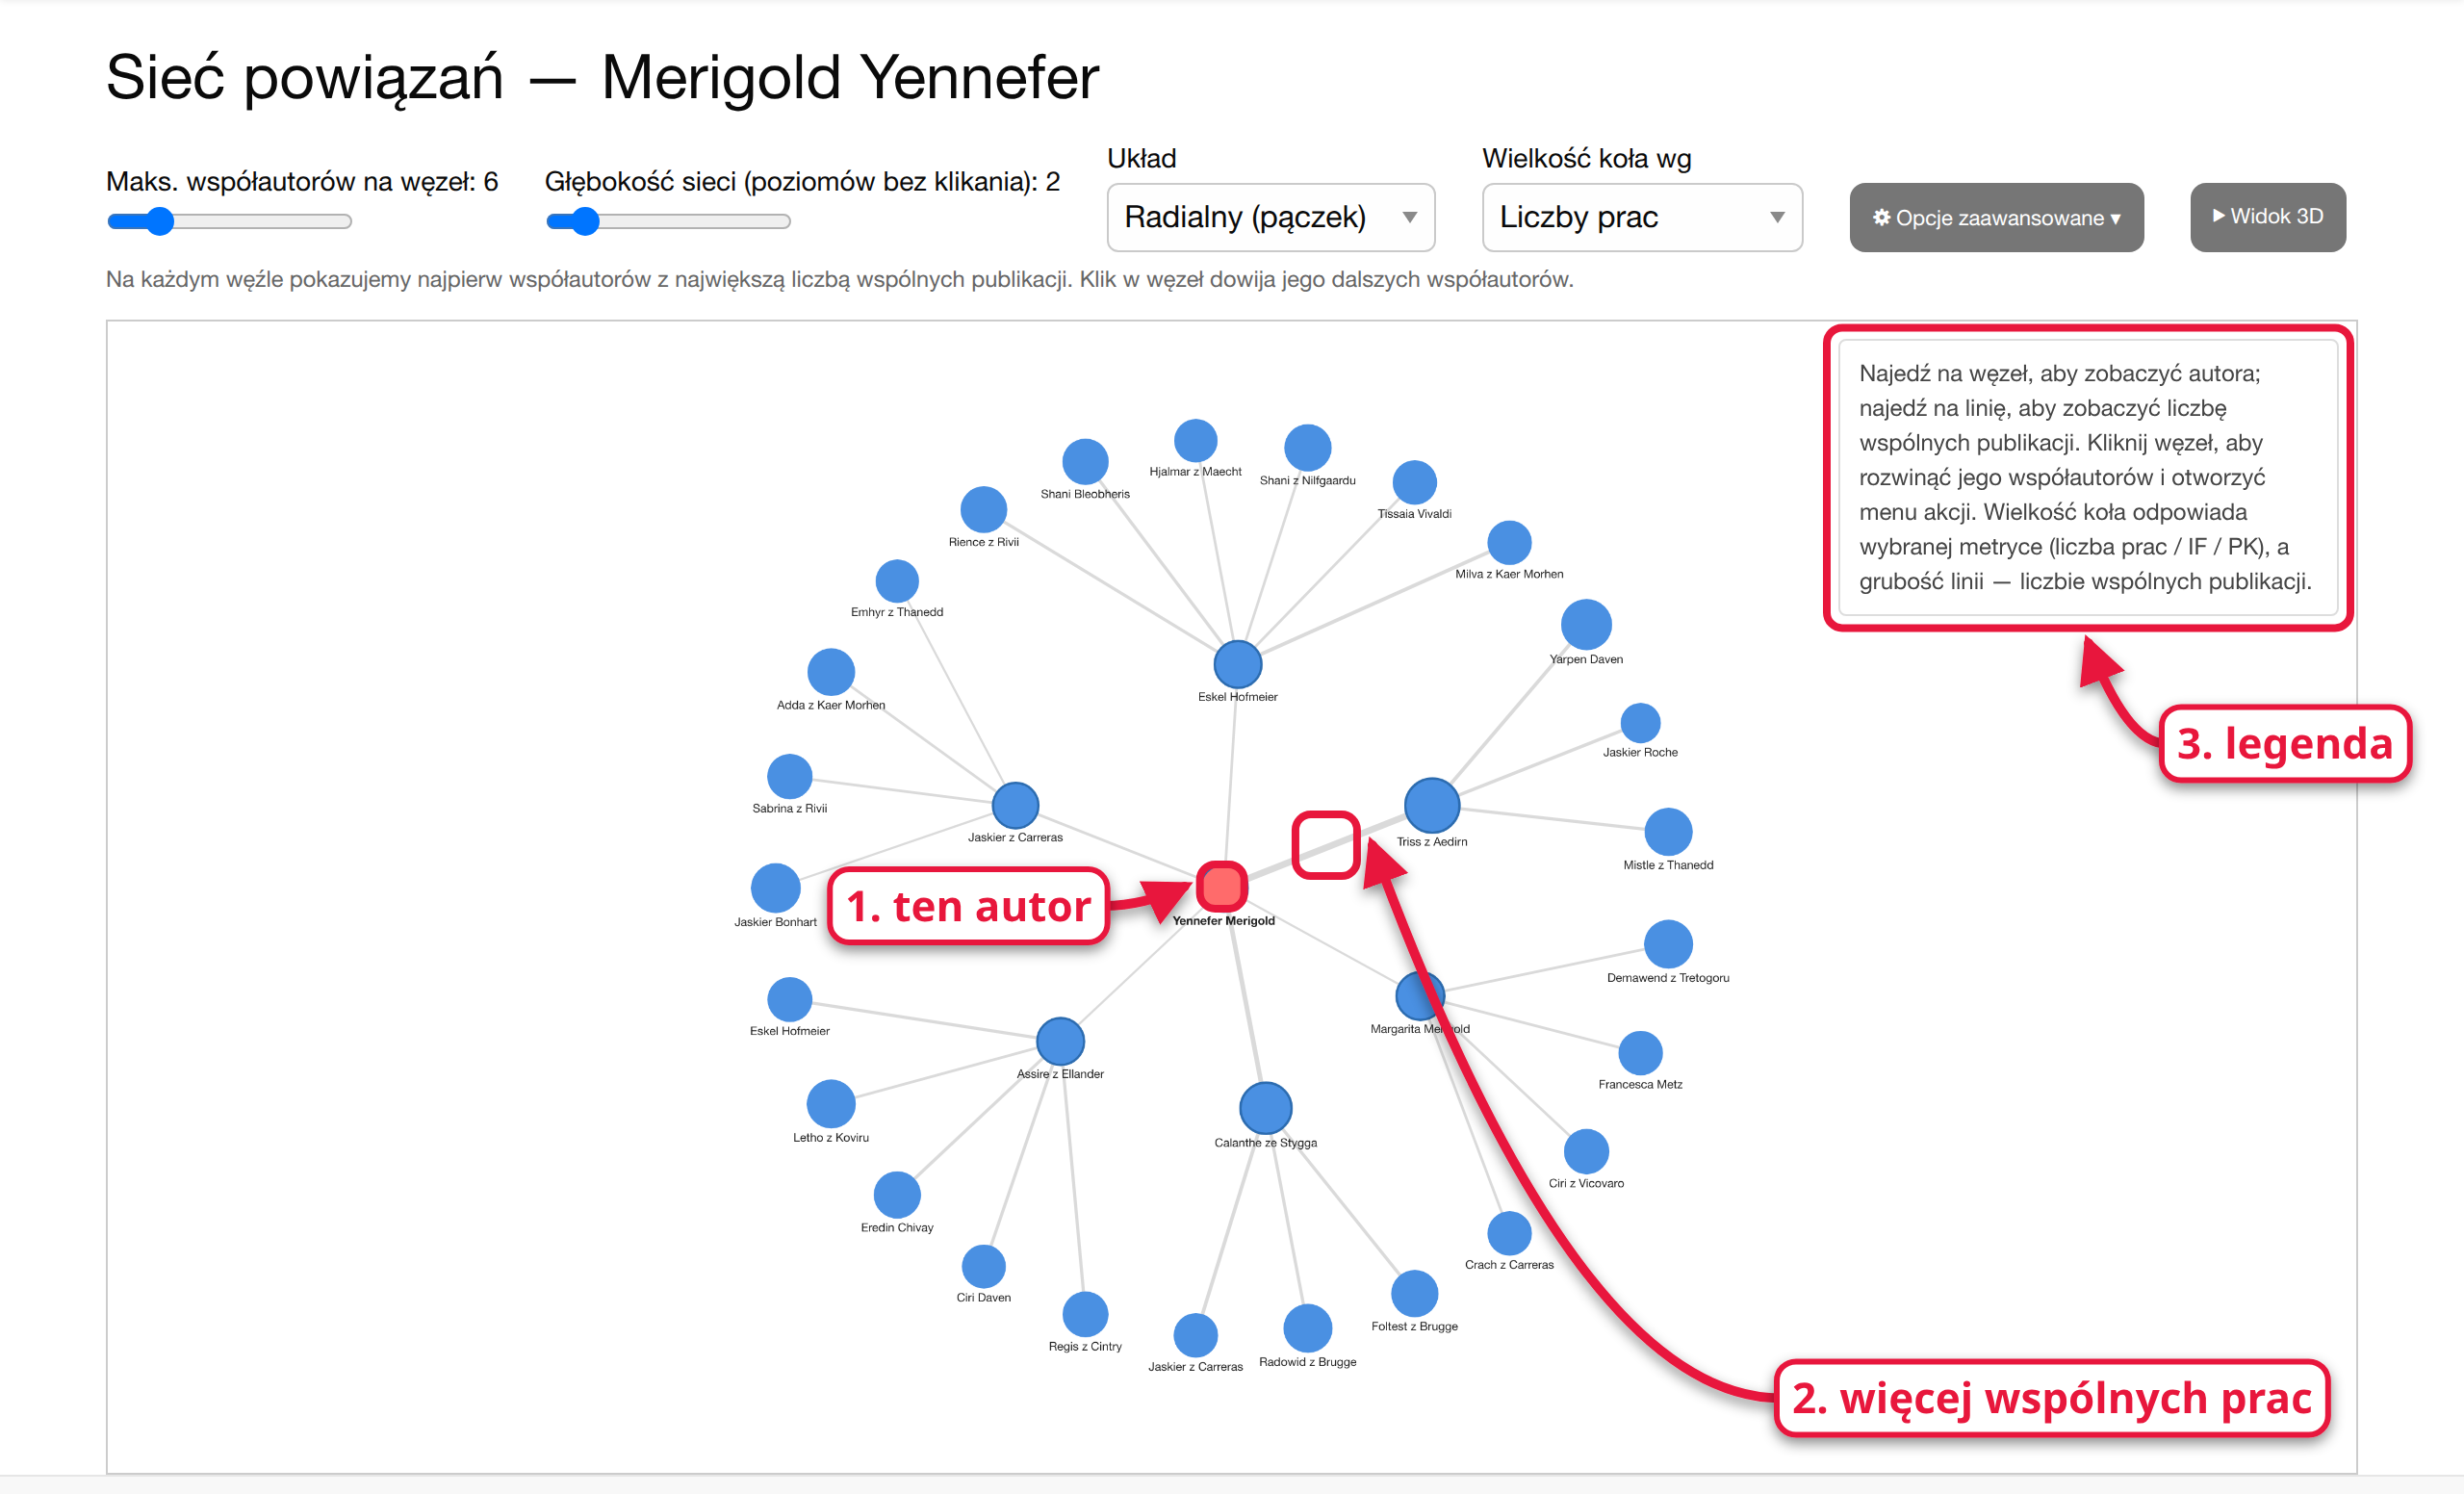 Sieć powiązań — Merigold Yennefer
Maks. współautorów na węzeł: 6
Głębokość sieci (poziomów bez klikania): 2
Układ
Radialny (pączek)
Wielkość koła wg
Liczby prac
Opcje zaawansowane ▾
Widok 3D
Na każdym węźle pokazujemy najpierw współautorów z największą liczbą wspólnych publikacji. Klik w węzeł dowija jego dalszych współautorów.
Najedź na węzeł, aby zobaczyć autora;
najedź na linię, aby zobaczyć liczbę
wspólnych publikacji. Kliknij węzeł, aby
rozwinąć jego współautorów i otworzyć
menu akcji. Wielkość koła odpowiada
wybranej metryce (liczba prac / IF / PK), a
grubość linii — liczbie wspólnych publikacji.
3. legenda
Hjalmar z Maecht
Shani z Nilfgaardu
Shani Bleobheris
Tissaia Vivaldi
Rience z Rivii
Milva z Kaer Morhen
Emhyr z Thanedd
Yarpen Daven
Eskel Hofmeier
Adda z Kaer Morhen
Jaskier Roche
Sabrina z Rivii
Jaskier z Carreras
Triss z Aedirn
Mistle z Thanedd
1. ten autor
Jaskier Bonhart
Yennefer Merigold
Demawend z Tretogoru
Eskel Hofmeier
Margarita Merigold
Assire z Ellander
Francesca Metz
Letho z Koviru
Calanthe ze Stygga
Ciri z Vicovaro
Eredin Chivay
Crach z Carreras
Ciri Daven
Foltest z Brugge
Regis z Cintry
Jaskier z Carreras
Radowid z Brugge
2. więcej wspólnych prac